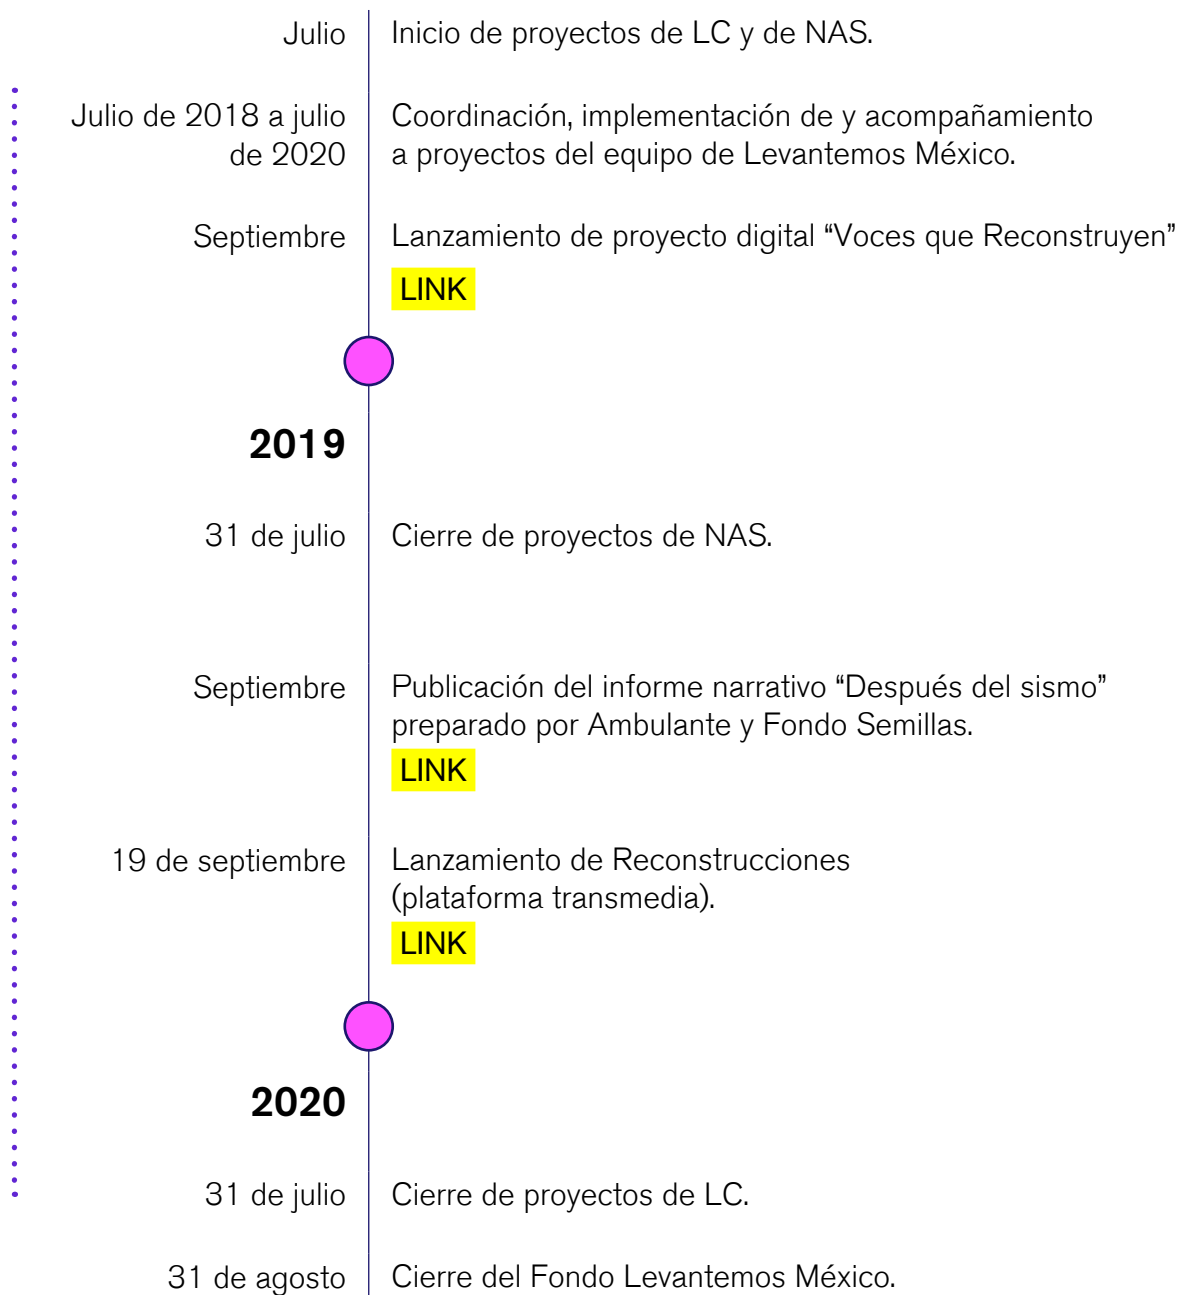 Julio
Inicio de proyectos de LC y de NAS.
Julio de 2018 a julio
de 2020
Coordinación, implementación de y acompañamiento
a proyectos del equipo de Levantemos México.
Septiembre
Lanzamiento de proyecto digital “Voces que Reconstruyen”
LINK
2019
31 de julio
Cierre de proyectos de NAS.
Septiembre
Publicación del informe narrativo “Después del sismo”
preparado por Ambulante y Fondo Semillas.
LINK
19 de septiembre
Lanzamiento de Reconstrucciones
(plataforma transmedia).
LINK
2020
31 de julio
Cierre de proyectos de LC.
31 de agosto
Cierre del Fondo Levantemos México.